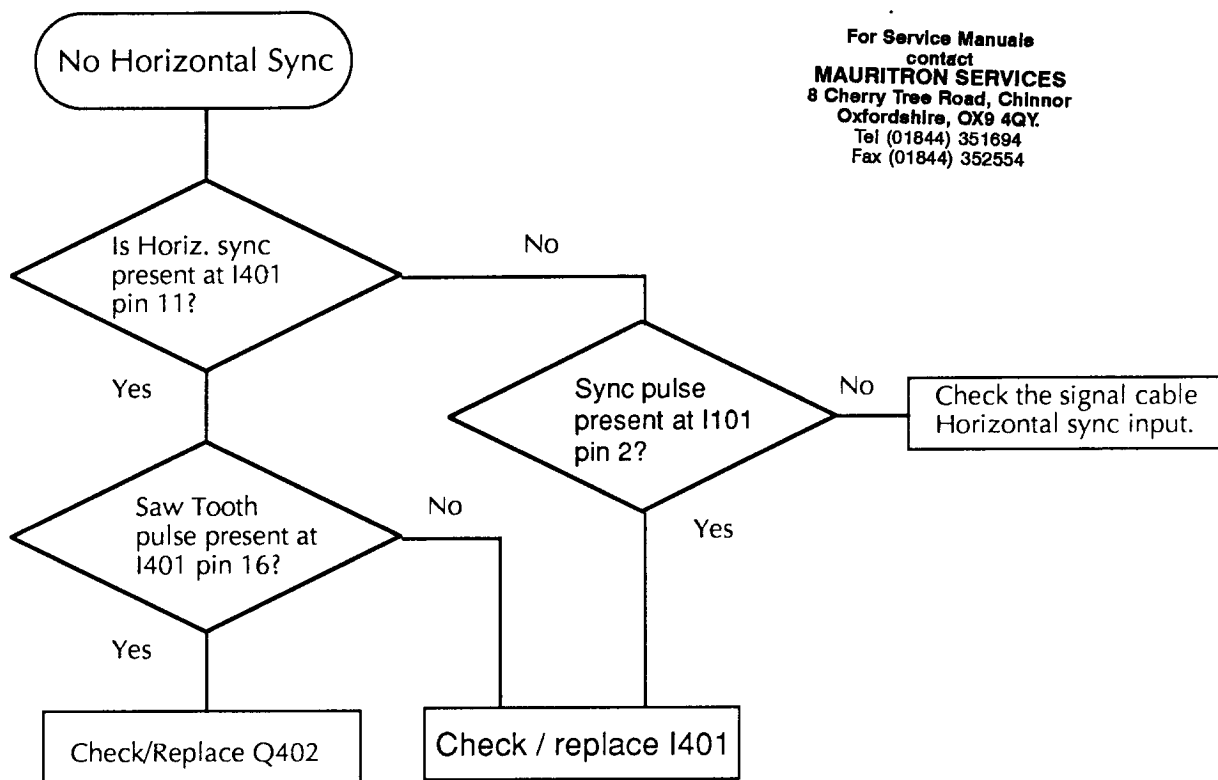 No Horizontal Sync
For Service Manuals
contact
MAURITRON SERVICES
8 Cherry Tree Road, Chinnor
Oxfordshire, OX9 4QY.
Tel (01844) 351694
Fax (01844) 352554
Is Horiz. sync
present at I401
pin 11?
No
Yes
Sync pulse
present at I101
pin 2?
No
Check the signal cable
Horizontal sync input.
Saw Tooth
pulse present at
I401 pin 16?
No
Yes
Yes
Check/Replace Q402
Check / replace I401